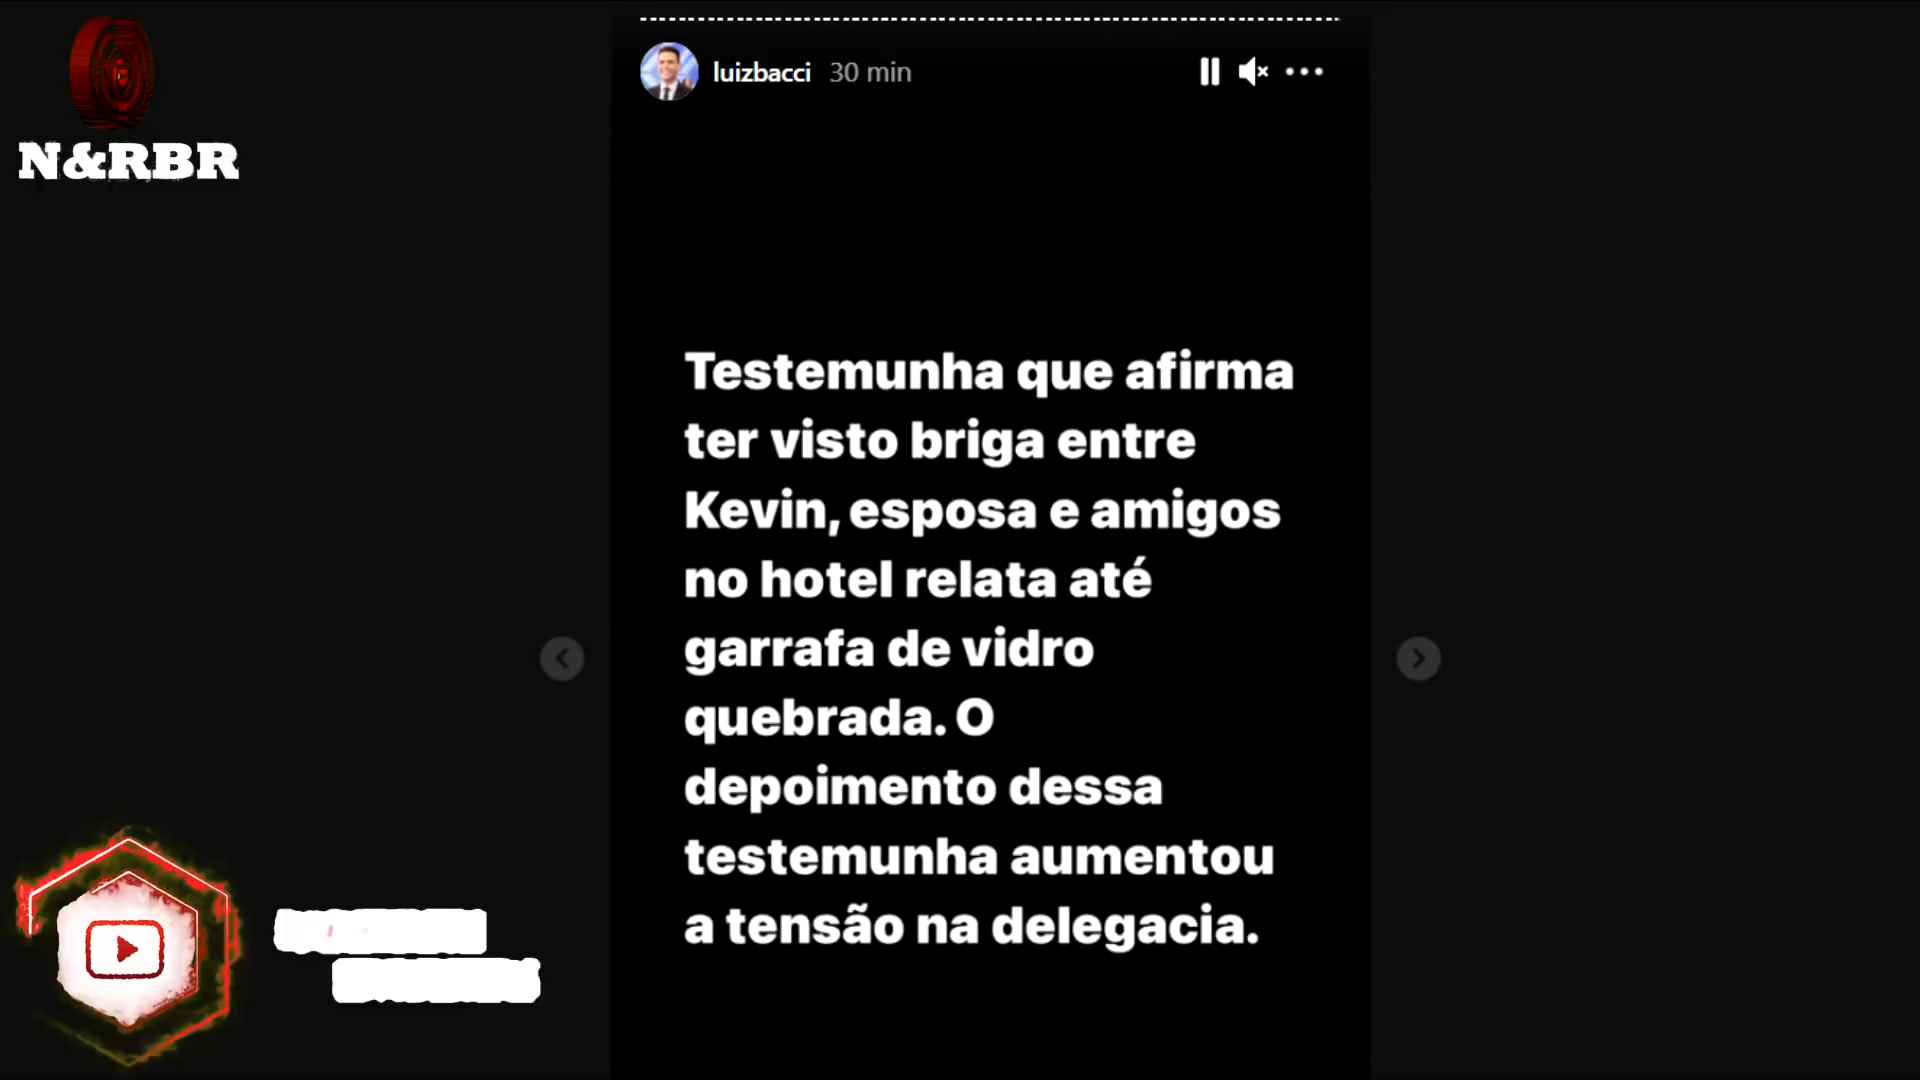 luizbacci 30 min
N&RBR
Testemunha que afirma
ter visto briga entre
Kevin, esposa e amigos
no hotel relata até
garrafa de vidro
quebrada. O
depoimento dessa
testemunha aumentou
a tensão na delegacia.